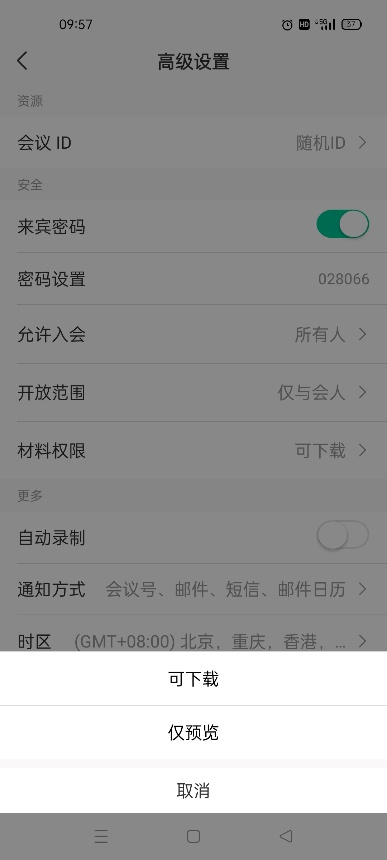 09:57
HD 5G 37
高级设置
资源
会议 ID 随机ID
安全
来宾密码
密码设置 028066
允许入会 所有人
开放范围 仅与会人
材料权限 可下载
更多
自动录制
通知方式 会议号、邮件、短信、邮件日历
时区 (GMT+08:00) 北京，重庆，香港，...
可下载
仅预览
取消